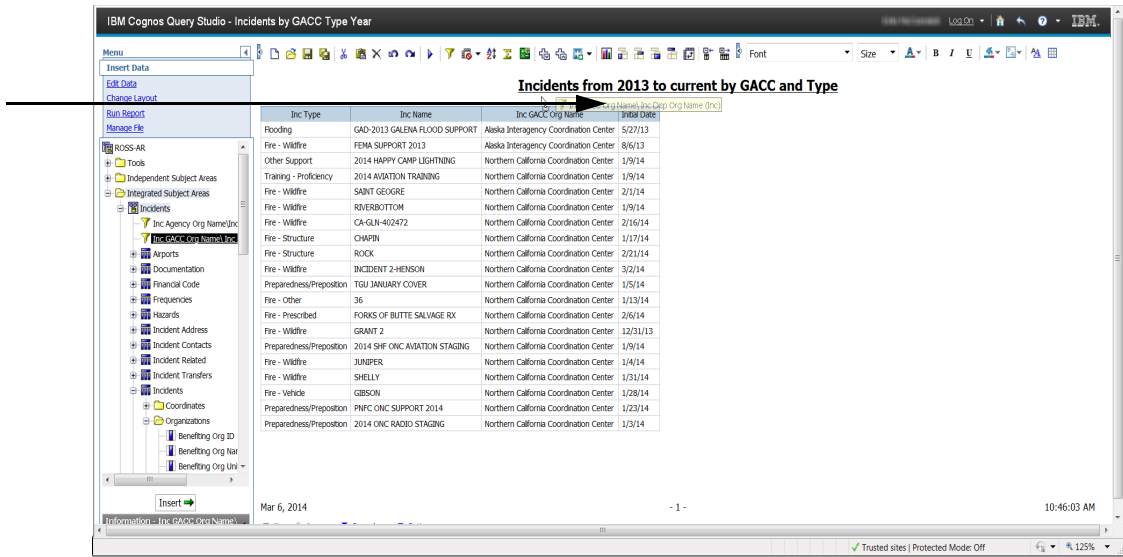 IBM Cognos Query Studio - Incidents by GACC Type Year
Log On
IBM.
Menu
Font
Size
A
B
I
U
Insert Data
Edit Data
Change Layout
Run Report
Manage File
Incidents from 2013 to current by GACC and Type
Org Name\ Inc Disp Org Name (Inc)
ROSS-AR
Tools
Independent Subject Areas
Integrated Subject Areas
Incidents
Inc Agency Org Name\Inc
Inc GACC Org Name\ Inc
Airports
Documentation
Financial Code
Frequencies
Hazards
Incident Address
Incident Contacts
Incident Related
Incident Transfers
Incidents
Coordinates
Organizations
Benefiting Org ID
Benefiting Org Nar
Benefiting Org Uni
Insert
Information - Inc GACC Org Name\
Inc Type Inc Name Inc GACC Org Name Initial Date
Flooding GAD-2013 GALENA FLOOD SUPPORT Alaska Interagency Coordination Center 5/27/13
Fire - Wildfire FEMA SUPPORT 2013 Alaska Interagency Coordination Center 8/6/13
Other Support 2014 HAPPY CAMP LIGHTNING Northern California Coordination Center 1/9/14
Training - Proficiency 2014 AVIATION TRAINING Northern California Coordination Center 1/9/14
Fire - Wildfire SAINT GEOGRE Northern California Coordination Center 2/1/14
Fire - Wildfire RIVERBOTTOM Northern California Coordination Center 1/9/14
Fire - Wildfire CA-GLN-402472 Northern California Coordination Center 2/16/14
Fire - Structure CHAPIN Northern California Coordination Center 1/17/14
Fire - Structure ROCK Northern California Coordination Center 2/21/14
Fire - Wildfire INCIDENT 2-HENSON Northern California Coordination Center 3/2/14
Preparedness/Preposition TGU JANUARY COVER Northern California Coordination Center 1/5/14
Fire - Other 36 Northern California Coordination Center 1/13/14
Fire - Prescribed FORKS OF BUTTE SALVAGE RX Northern California Coordination Center 2/6/14
Fire - Wildfire GRANT 2 Northern California Coordination Center 12/31/13
Preparedness/Preposition 2014 SHF ONC AVIATION STAGING Northern California Coordination Center 1/9/14
Fire - Wildfire JUNIPER Northern California Coordination Center 1/4/14
Fire - Wildfire SHELLY Northern California Coordination Center 1/31/14
Fire - Vehicle GIBSON Northern California Coordination Center 1/28/14
Preparedness/Preposition PNFC ONC SUPPORT 2014 Northern California Coordination Center 1/23/14
Preparedness/Preposition 2014 ONC RADIO STAGING Northern California Coordination Center 1/3/14
Mar 6, 2014 - 1 - 10:46:03 AM
Trusted sites | Protected Mode: Off
125%